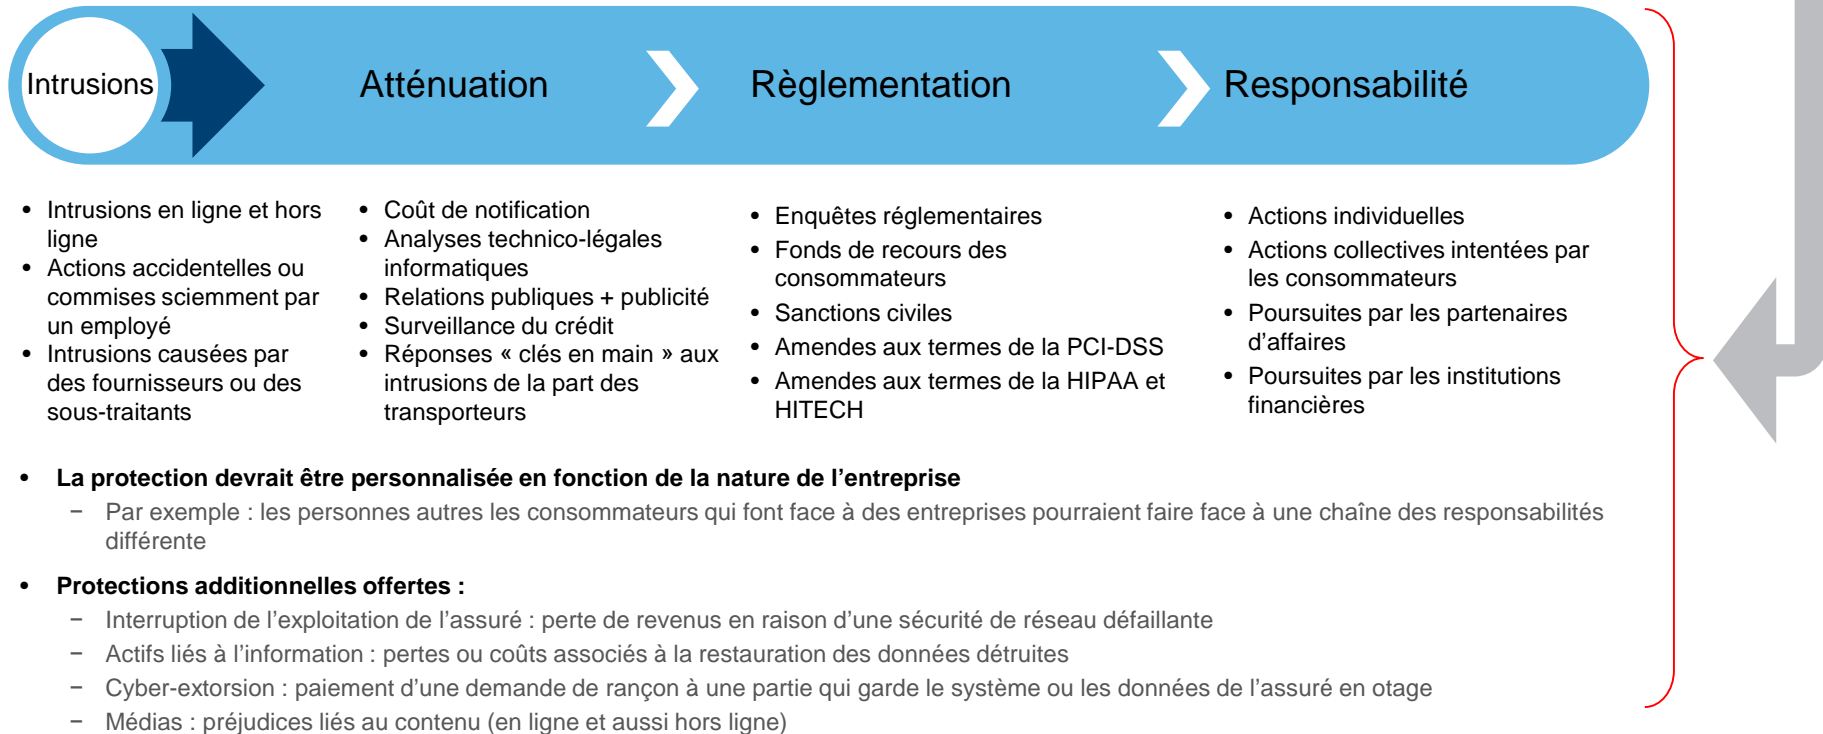 Intrusions
Atténuation
Règlementation
Responsabilité
• Intrusions en ligne et hors
ligne
• Actions accidentelles ou
commises sciemment par
un employé
• Intrusions causées par
des fournisseurs ou des
sous-traitants
• Coût de notification
• Analyses technico-légales
informatiques
• Relations publiques + publicité
• Surveillance du crédit
• Réponses « clés en main » aux
intrusions de la part des
transporteurs
• Enquêtes réglementaires
• Fonds de recours des
consommateurs
• Sanctions civiles
• Amendes aux termes de la PCI-DSS
• Amendes aux termes de la HIPAA et
HITECH
• Actions individuelles
• Actions collectives intentées par
les consommateurs
• Poursuites par les partenaires
d’affaires
• Poursuites par les institutions
financières
• La protection devrait être personnalisée en fonction de la nature de l’entreprise
− Par exemple : les personnes autres les consommateurs qui font face à des entreprises pourraient faire face à une chaîne des responsabilités
différente
• Protections additionnelles offertes :
− Interruption de l’exploitation de l’assuré : perte de revenus en raison d’une sécurité de réseau défaillante
− Actifs liés à l’information : pertes ou coûts associés à la restauration des données détruites
− Cyber-extorsion : paiement d’une demande de rançon à une partie qui garde le système ou les données de l’assuré en otage
− Médias : préjudices liés au contenu (en ligne et aussi hors ligne)